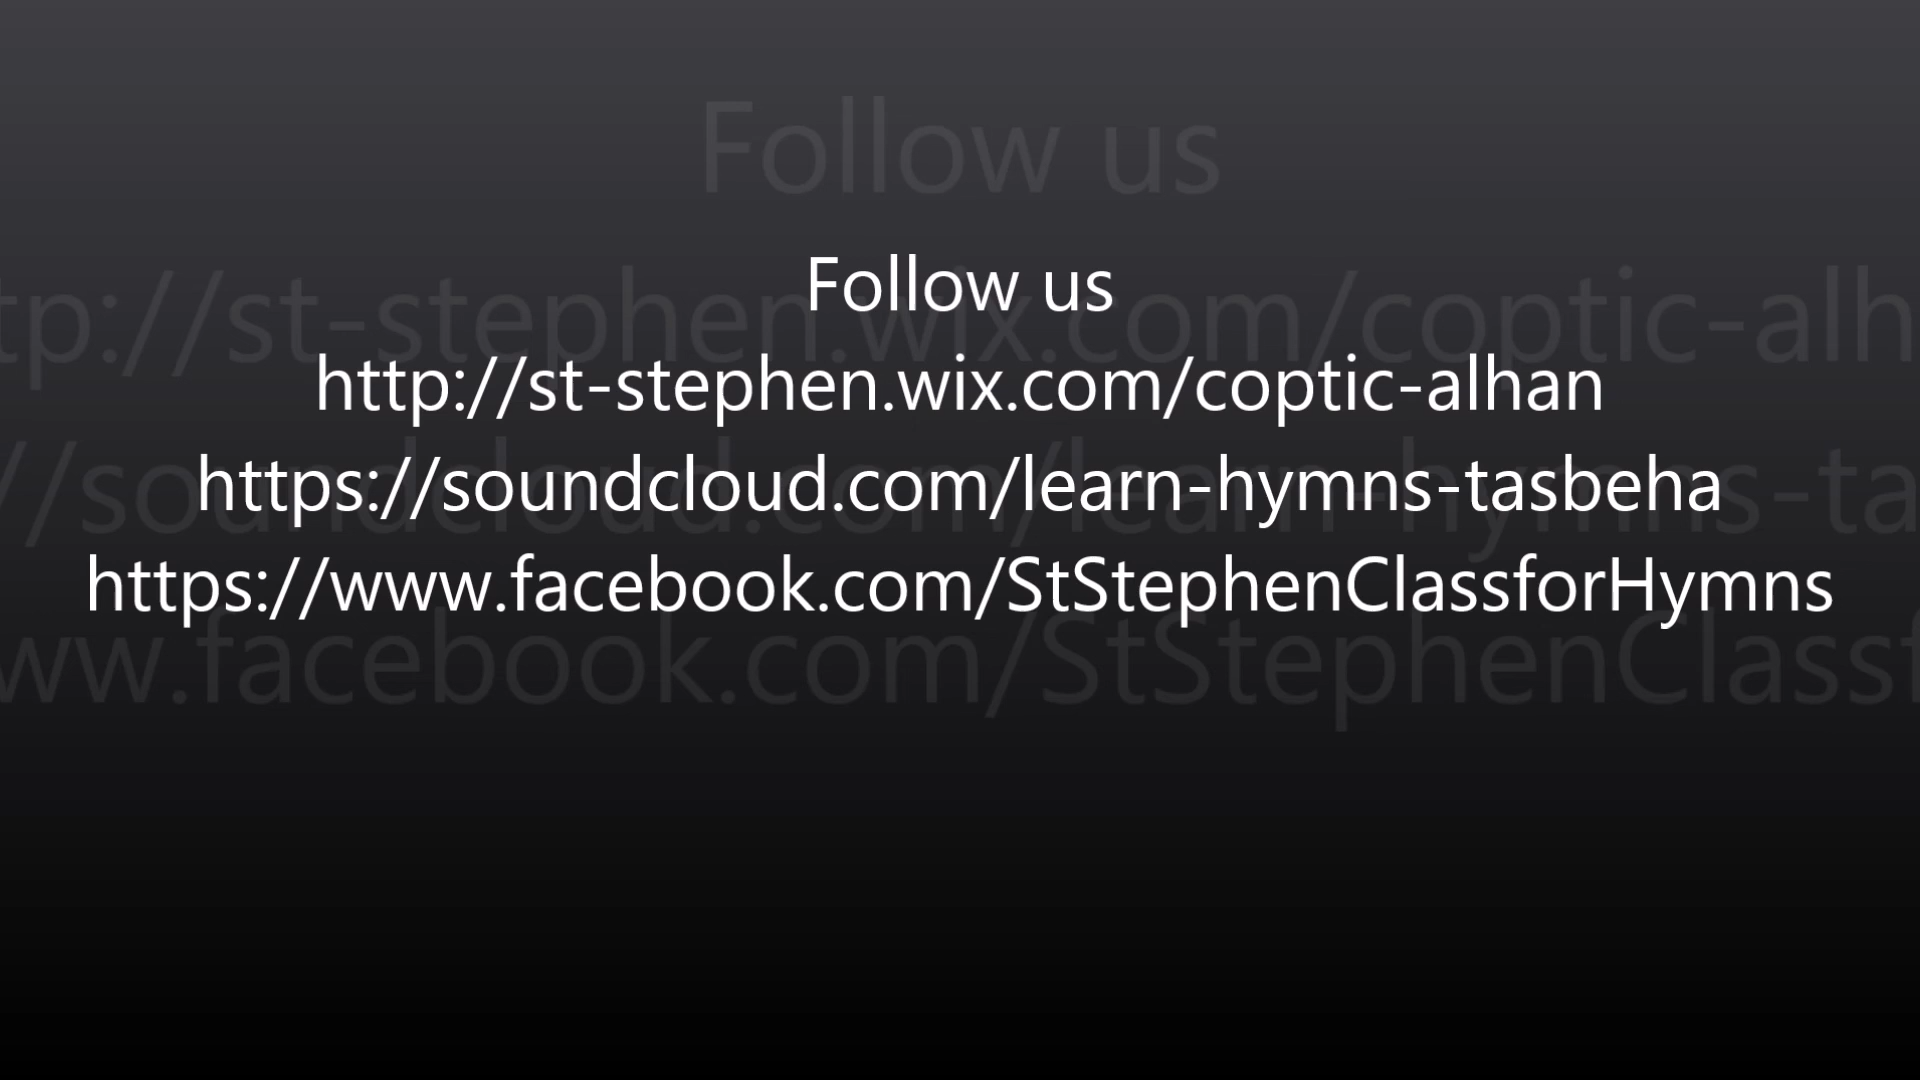 Follow us
http://st-stephen.wix.com/coptic-alhan
https://soundcloud.com/learn-hymns-tasbeha
https://www.facebook.com/StStephenClassforHymns